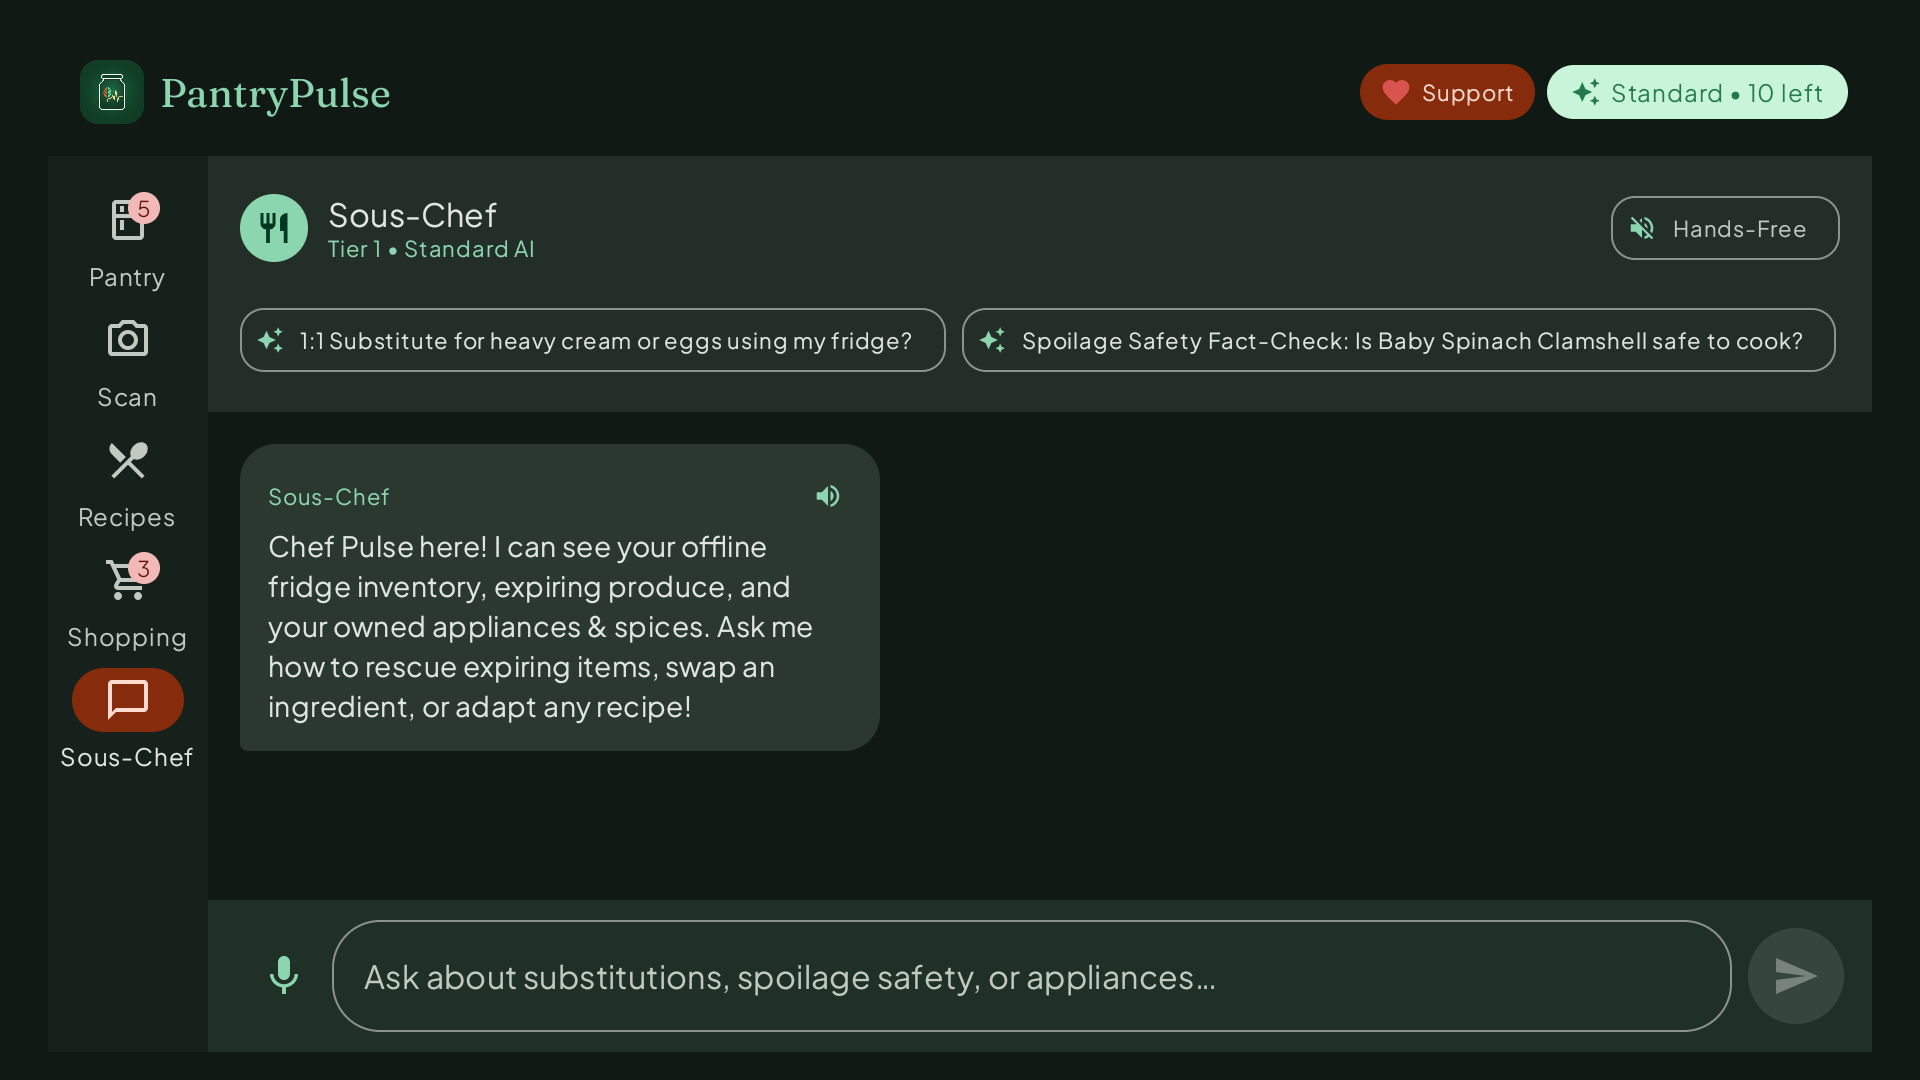 PantryPulse
Support
Standard • 10 left
5
Pantry
Scan
Recipes
3
Shopping
Sous-Chef
Sous-Chef
Tier 1 • Standard AI
Hands-Free
1:1 Substitute for heavy cream or eggs using my fridge?
Spoilage Safety Fact-Check: Is Baby Spinach Clamshell safe to cook?
Sous-Chef
Chef Pulse here! I can see your offline
fridge inventory, expiring produce, and
your owned appliances & spices. Ask me
how to rescue expiring items, swap an
ingredient, or adapt any recipe!
Ask about substitutions, spoilage safety, or appliances...